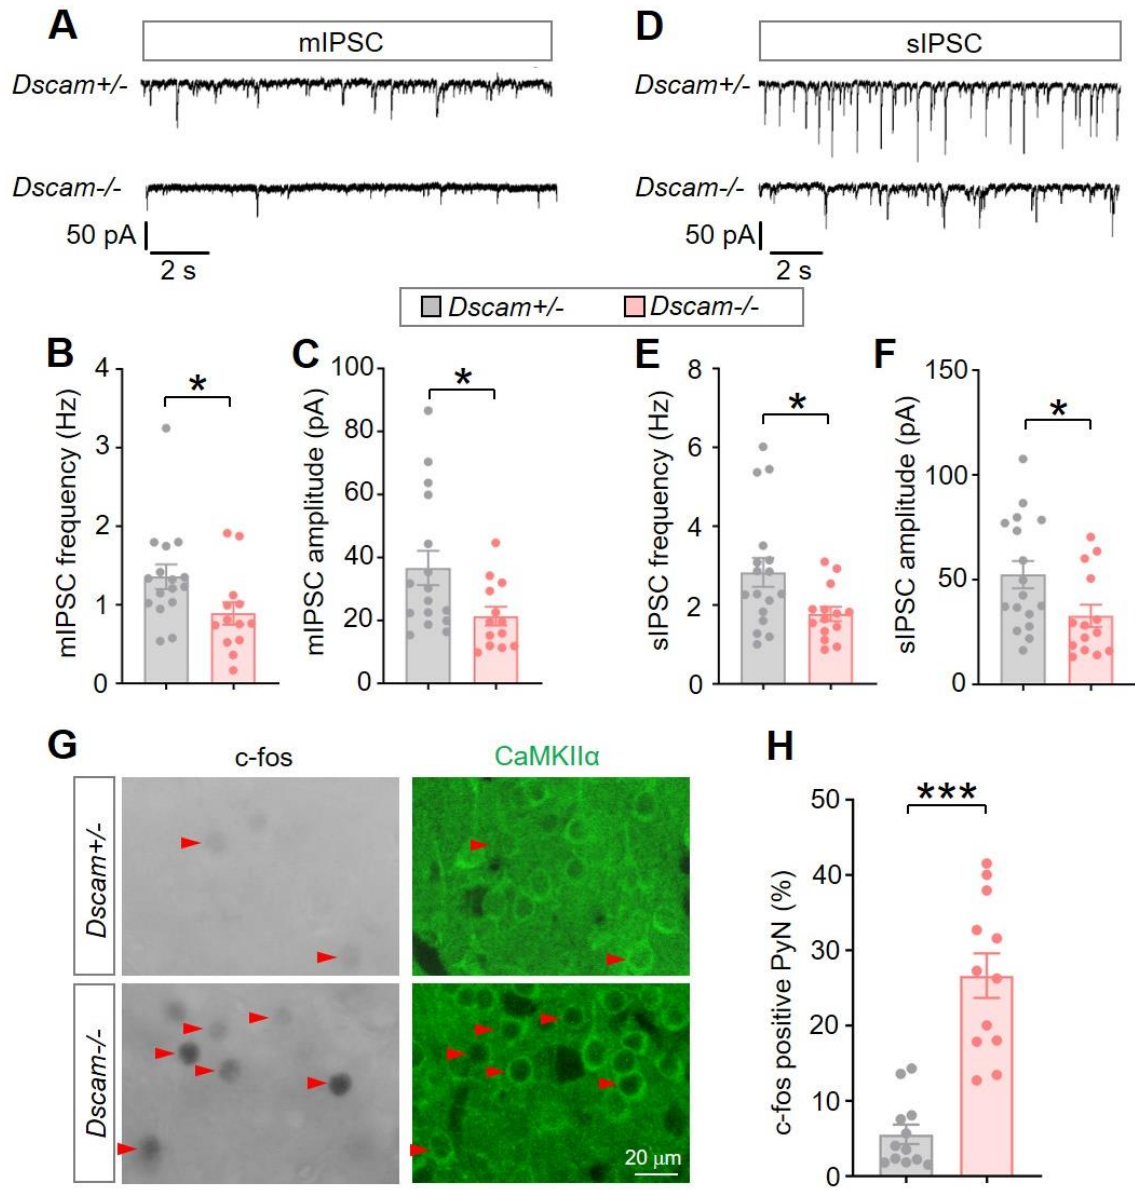 A
mIPSC
Dscam+/-
Dscam-/-
50 pA
2 s
D
sIPSC
Dscam+/-
Dscam-/-
50 pA
2 s
Dscam+/- Dscam-/-
B
mIPSC frequency (Hz)
4
3
2
1
0
*
C
mIPSC amplitude (pA)
100
80
60
40
20
0
*
E
sIPSC frequency (Hz)
8
6
4
2
0
*
F
sIPSC amplitude (pA)
150
100
50
0
*
G
c-fos CaMKIIα
Dscam+/-
Dscam-/-
20 μm
H
c-fos positive PyN (%)
50
40
30
20
10
0
***